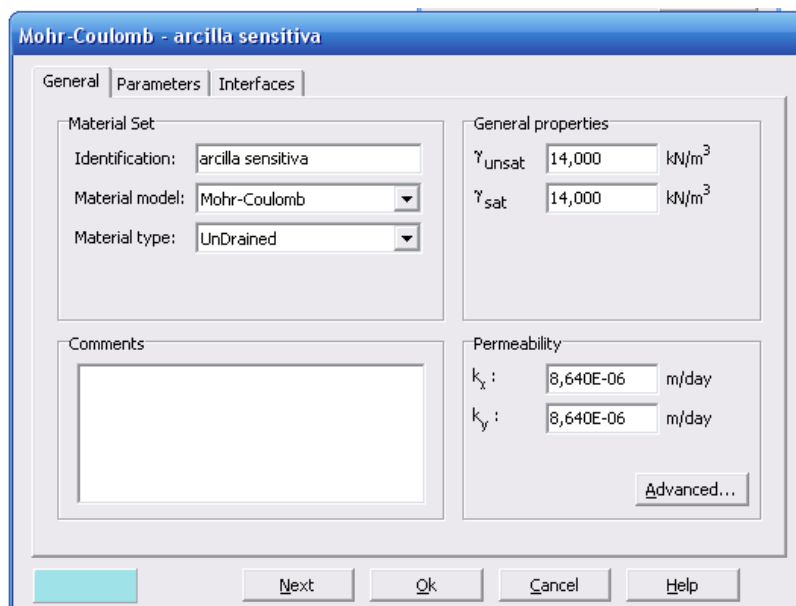 Mohr-Coulomb - arcilla sensitiva
General Parameters Interfaces
Material Set
Identification: arcilla sensitiva
Material model: Mohr-Coulomb
Material type: UnDrained
General properties
γunsat 14,000 kN/m³
γsat 14,000 kN/m³
Comments
Permeability
kx : 8,640E-06 m/day
ky : 8,640E-06 m/day
Advanced...
Next Ok Cancel Help